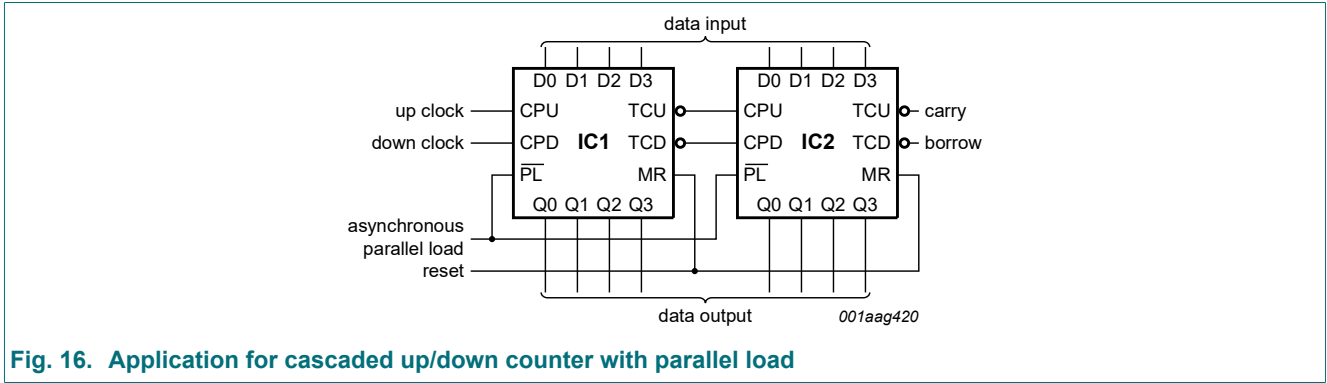 data input
D0 D1 D2 D3
D0 D1 D2 D3
up clock
CPU
TCU
CPU
TCU
carry
down clock
CPD
IC1
TCD
CPD
IC2
TCD
borrow
PL
MR
PL
MR
Q0 Q1 Q2 Q3
Q0 Q1 Q2 Q3
asynchronous
parallel load
reset
data output
001aag420
Fig. 16. Application for cascaded up/down counter with parallel load